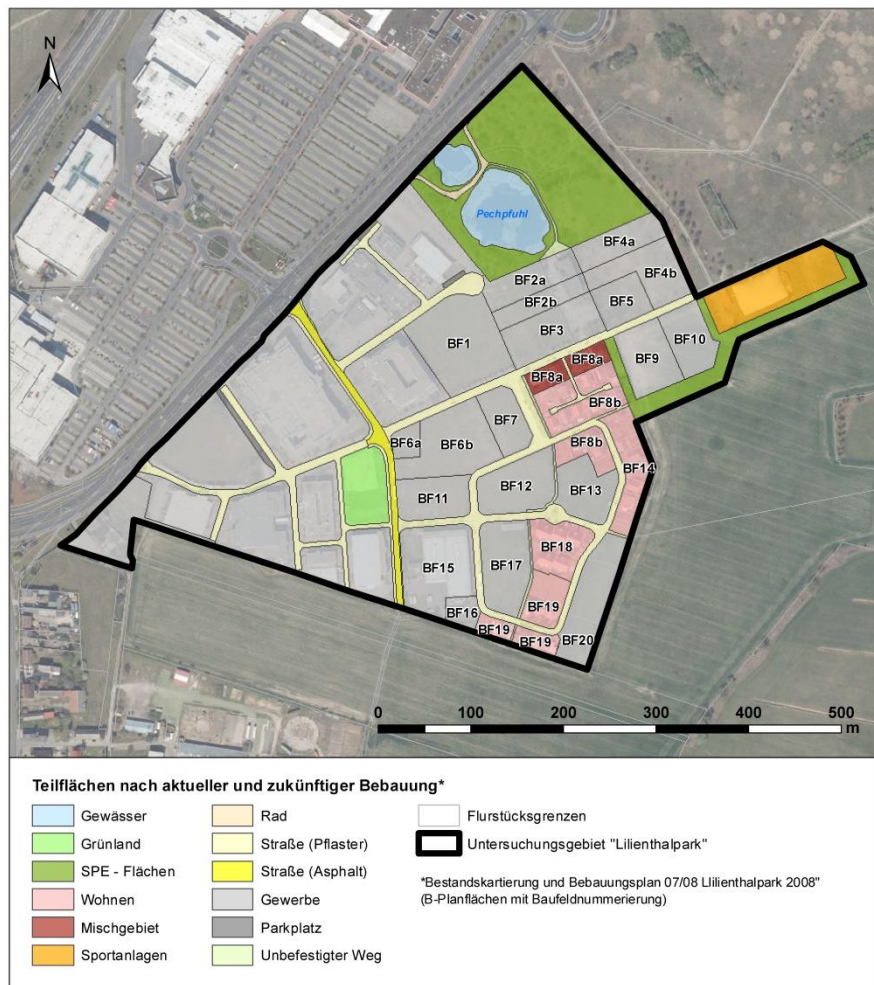 N
Pechpfuhl
BF4a
BF2a
BF4b
BF2b
BF5
BF3
BF1
BF10
BF9
BF8a
BF8a
BF8b
BF7
BF6a
BF6b
BF8b
BF14
BF12
BF13
BF11
BF18
BF15
BF17
BF19
BF16
BF19
BF19
BF20
0 100 200 300 400 500
m
Teilflächen nach aktueller und zukünftiger Bebauung*
Gewässer
Grünland
SPE - Flächen
Wohnen
Mischgebiet
Sportanlagen
Rad
Straße (Pflaster)
Straße (Asphalt)
Gewerbe
Parkplatz
Unbefestigter Weg
Flurstücksgrenzen
Untersuchungsgebiet "Lilienthalpark"
*Bestandskartierung und Bebauungsplan 07/08 Llilienthalpark 2008"
(B-Planflächen mit Baufeldnummerierung)